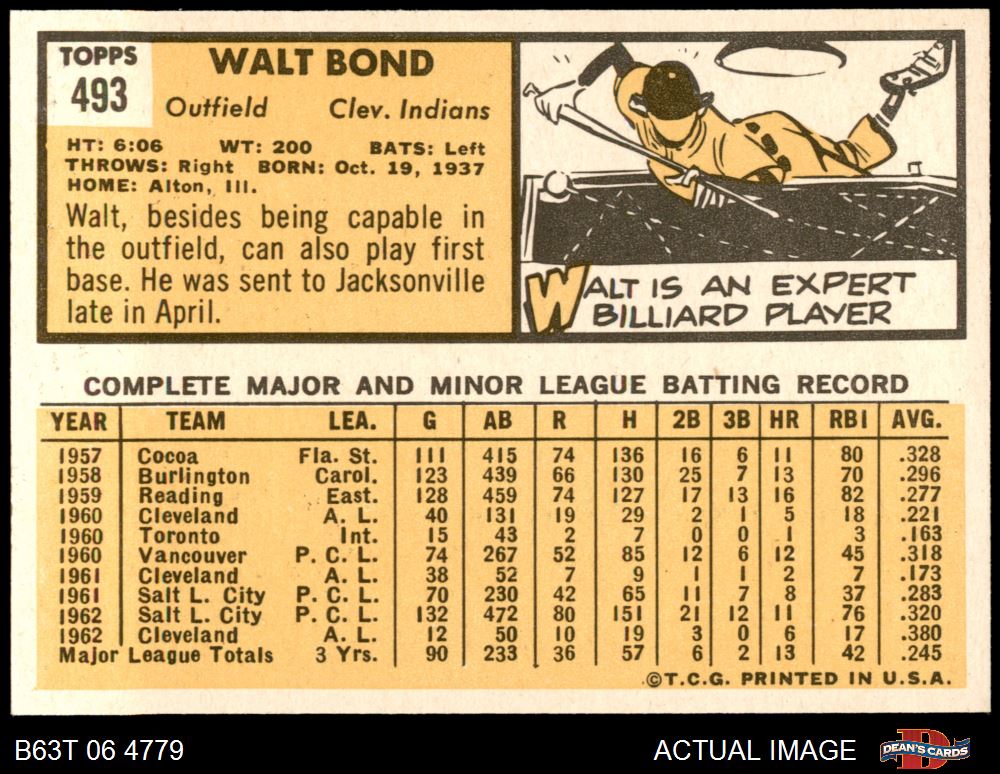 TOPPS
493
WALT BOND
Outfield Clev. Indians
HT: 6:06 WT: 200 BATS: Left
THROWS: Right BORN: Oct. 19, 1937
HOME: Alton, Ill.
Walt, besides being capable in
the outfield, can also play first
base. He was sent to Jacksonville
late in April.
WALT IS AN EXPERT
BILLIARD PLAYER
COMPLETE MAJOR AND MINOR LEAGUE BATTING RECORD
YEAR TEAM LEA. G AB R H 2B 3B HR RBI AVG.
1957 Cocoa Fla. St. 111 415 74 136 16 6 11 80 .328
1958 Burlington Carol. 123 439 66 130 25 7 13 70 .296
1959 Reading East. 128 459 74 127 17 13 16 82 .277
1960 Cleveland A. L. 40 131 19 29 2 1 5 18 .221
1960 Toronto Int. 15 43 2 7 0 0 1 3 .163
1960 Vancouver P. C. L. 74 267 52 85 12 6 12 45 .318
1961 Cleveland A. L. 38 52 7 9 1 1 2 7 .173
1961 Salt L. City P. C. L. 70 230 42 65 11 7 8 37 .283
1962 Salt L. City P. C. L. 132 472 80 151 21 12 11 76 .320
1962 Cleveland A. L. 12 50 10 19 3 0 6 17 .380
Major League Totals 3 Yrs. 90 233 36 57 6 2 13 42 .245
©T.C.G. PRINTED IN U.S.A.
B63T 06 4779 ACTUAL IMAGE DEAN'S CARDS